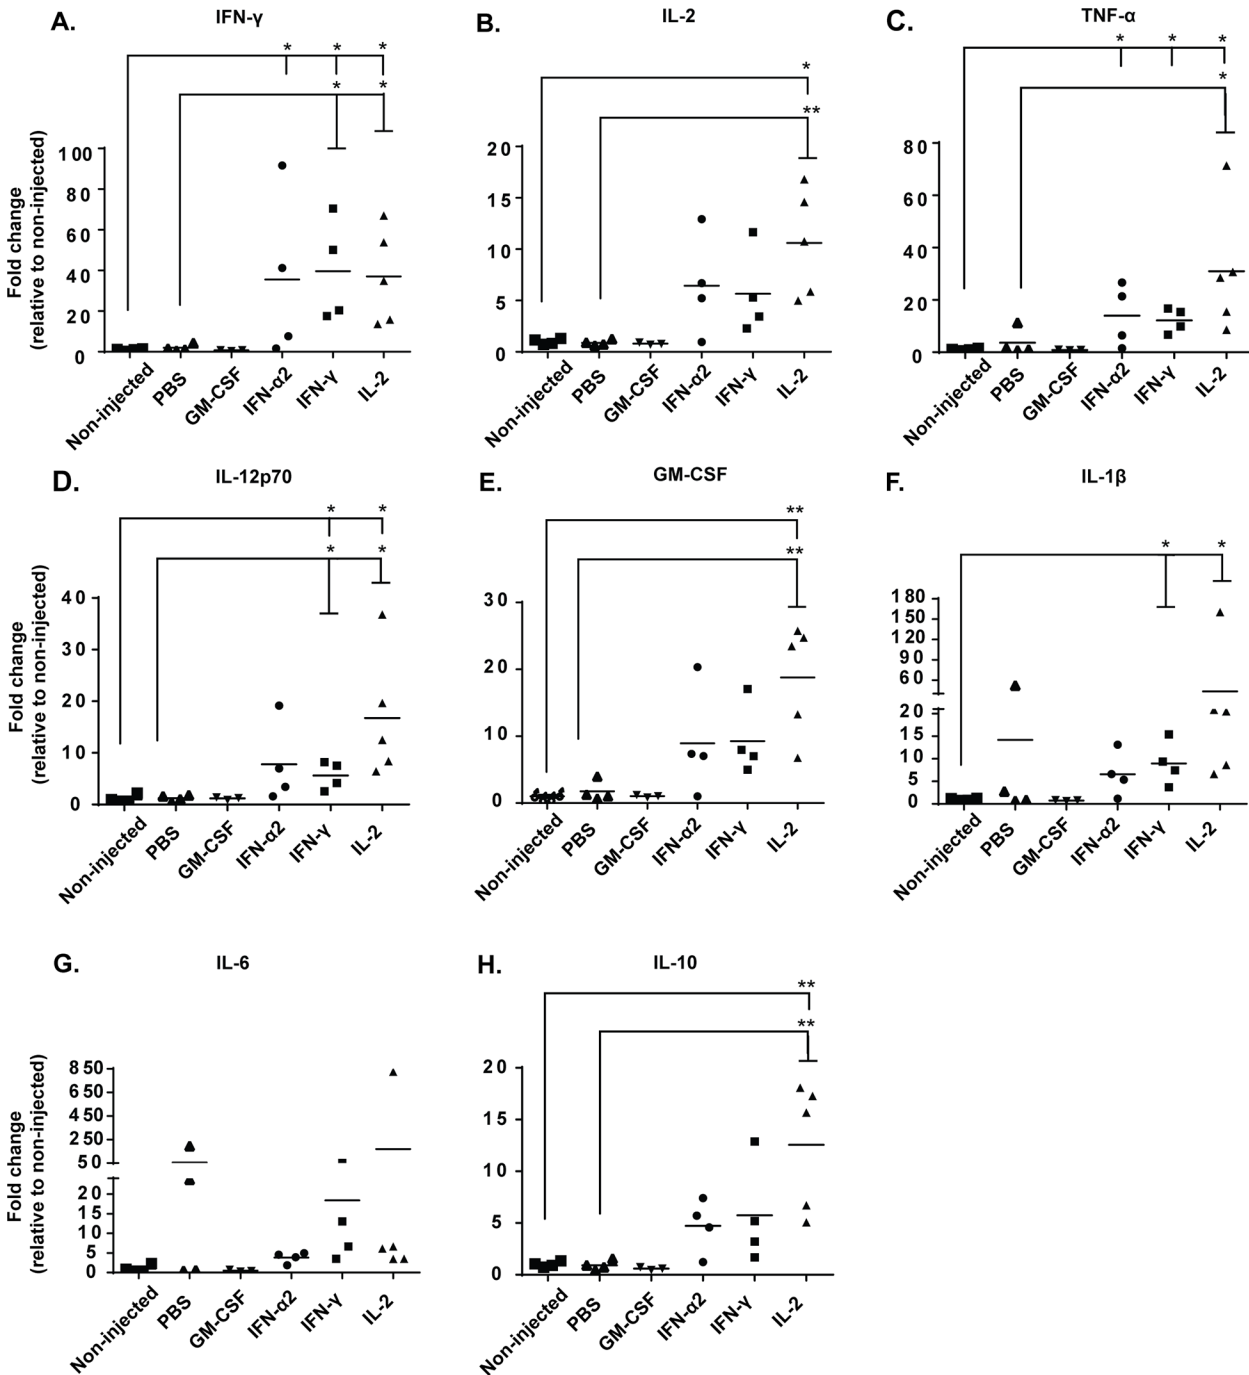 A. IFN-γ
* * *
* *
Fold change
(relative to non-injected)
100
80
60
40
20
0
Non-injected PBS GM-CSF IFN-α2 IFN-γ IL-2
B. IL-2
*
**
20
15
10
5
0
Non-injected PBS GM-CSF IFN-α2 IFN-γ IL-2
C. TNF-α
* * *
*
80
60
40
20
0
Non-injected PBS GM-CSF IFN-α2 IFN-γ IL-2
D. IL-12p70
* *
* *
Fold change
(relative to non-injected)
40
30
20
10
0
Non-injected PBS GM-CSF IFN-α2 IFN-γ IL-2
E. GM-CSF
**
**
30
20
10
0
Non-injected PBS GM-CSF IFN-α2 IFN-γ IL-2
F. IL-1β
* *
180
150
120
90
60
20
15
10
5
0
Non-injected PBS GM-CSF IFN-α2 IFN-γ IL-2
G. IL-6
Fold change
(relative to non-injected)
850
650
450
250
50
20
15
10
5
0
Non-injected PBS GM-CSF IFN-α2 IFN-γ IL-2
H. IL-10
**
**
20
15
10
5
0
Non-injected PBS GM-CSF IFN-α2 IFN-γ IL-2